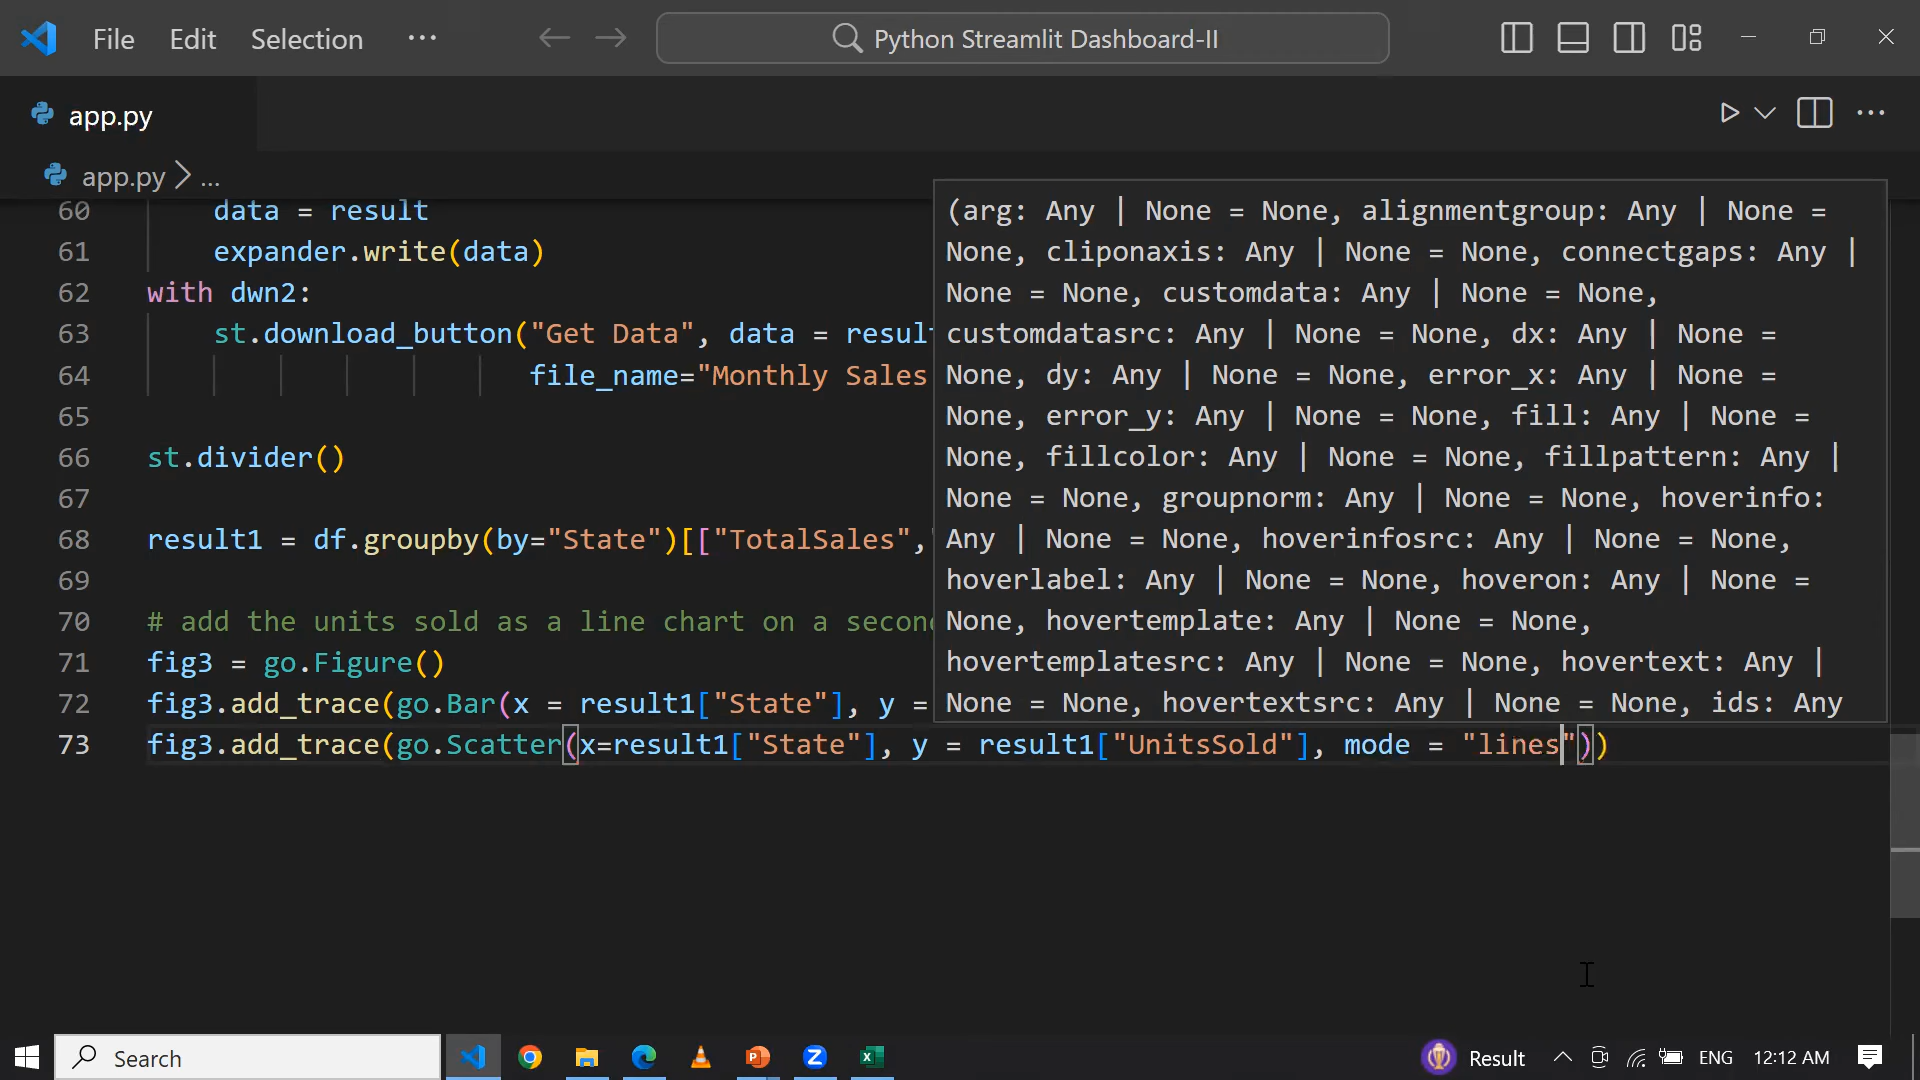 File Edit Selection ··· Python Streamlit Dashboard-II
app.py
app.py > ...
60 data = result
61 expander.write(data)
62 with dwn2:
63 st.download_button("Get Data", data = result
64 file_name="Monthly Sales
65
66 st.divider()
67
68 result1 = df.groupby(by="State")[["TotalSales",
69
70 # add the units sold as a line chart on a second
71 fig3 = go.Figure()
72 fig3.add_trace(go.Bar(x = result1["State"], y =
73 fig3.add_trace(go.Scatter(x=result1["State"], y = result1["UnitsSold"], mode = "lines"))
(arg: Any | None = None, alignmentgroup: Any | None =
None, cliponaxis: Any | None = None, connectgaps: Any |
None = None, customdata: Any | None = None,
customdatasrc: Any | None = None, dx: Any | None =
None, dy: Any | None = None, error_x: Any | None =
None, error_y: Any | None = None, fill: Any | None =
None, fillcolor: Any | None = None, fillpattern: Any |
None = None, groupnorm: Any | None = None, hoverinfo:
Any | None = None, hoverinfosrc: Any | None = None,
hoverlabel: Any | None = None, hoveron: Any | None =
None, hovertemplate: Any | None = None,
hovertemplatesrc: Any | None = None, hovertext: Any |
None = None, hovertextsrc: Any | None = None, ids: Any
Search Result ENG 12:12 AM